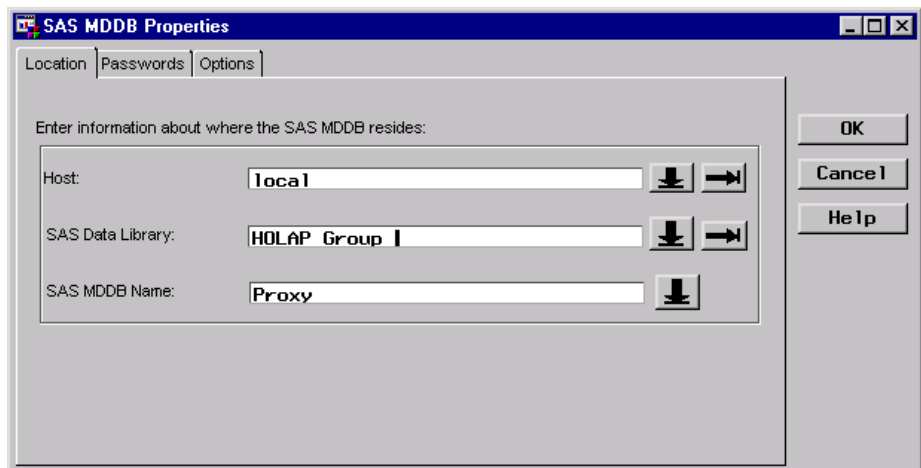 SAS MDDB Properties
Location Passwords Options
Enter information about where the SAS MDDB resides:
Host: local
SAS Data Library: HOLAP Group
SAS MDDB Name: Proxy
OK
Cancel
Help